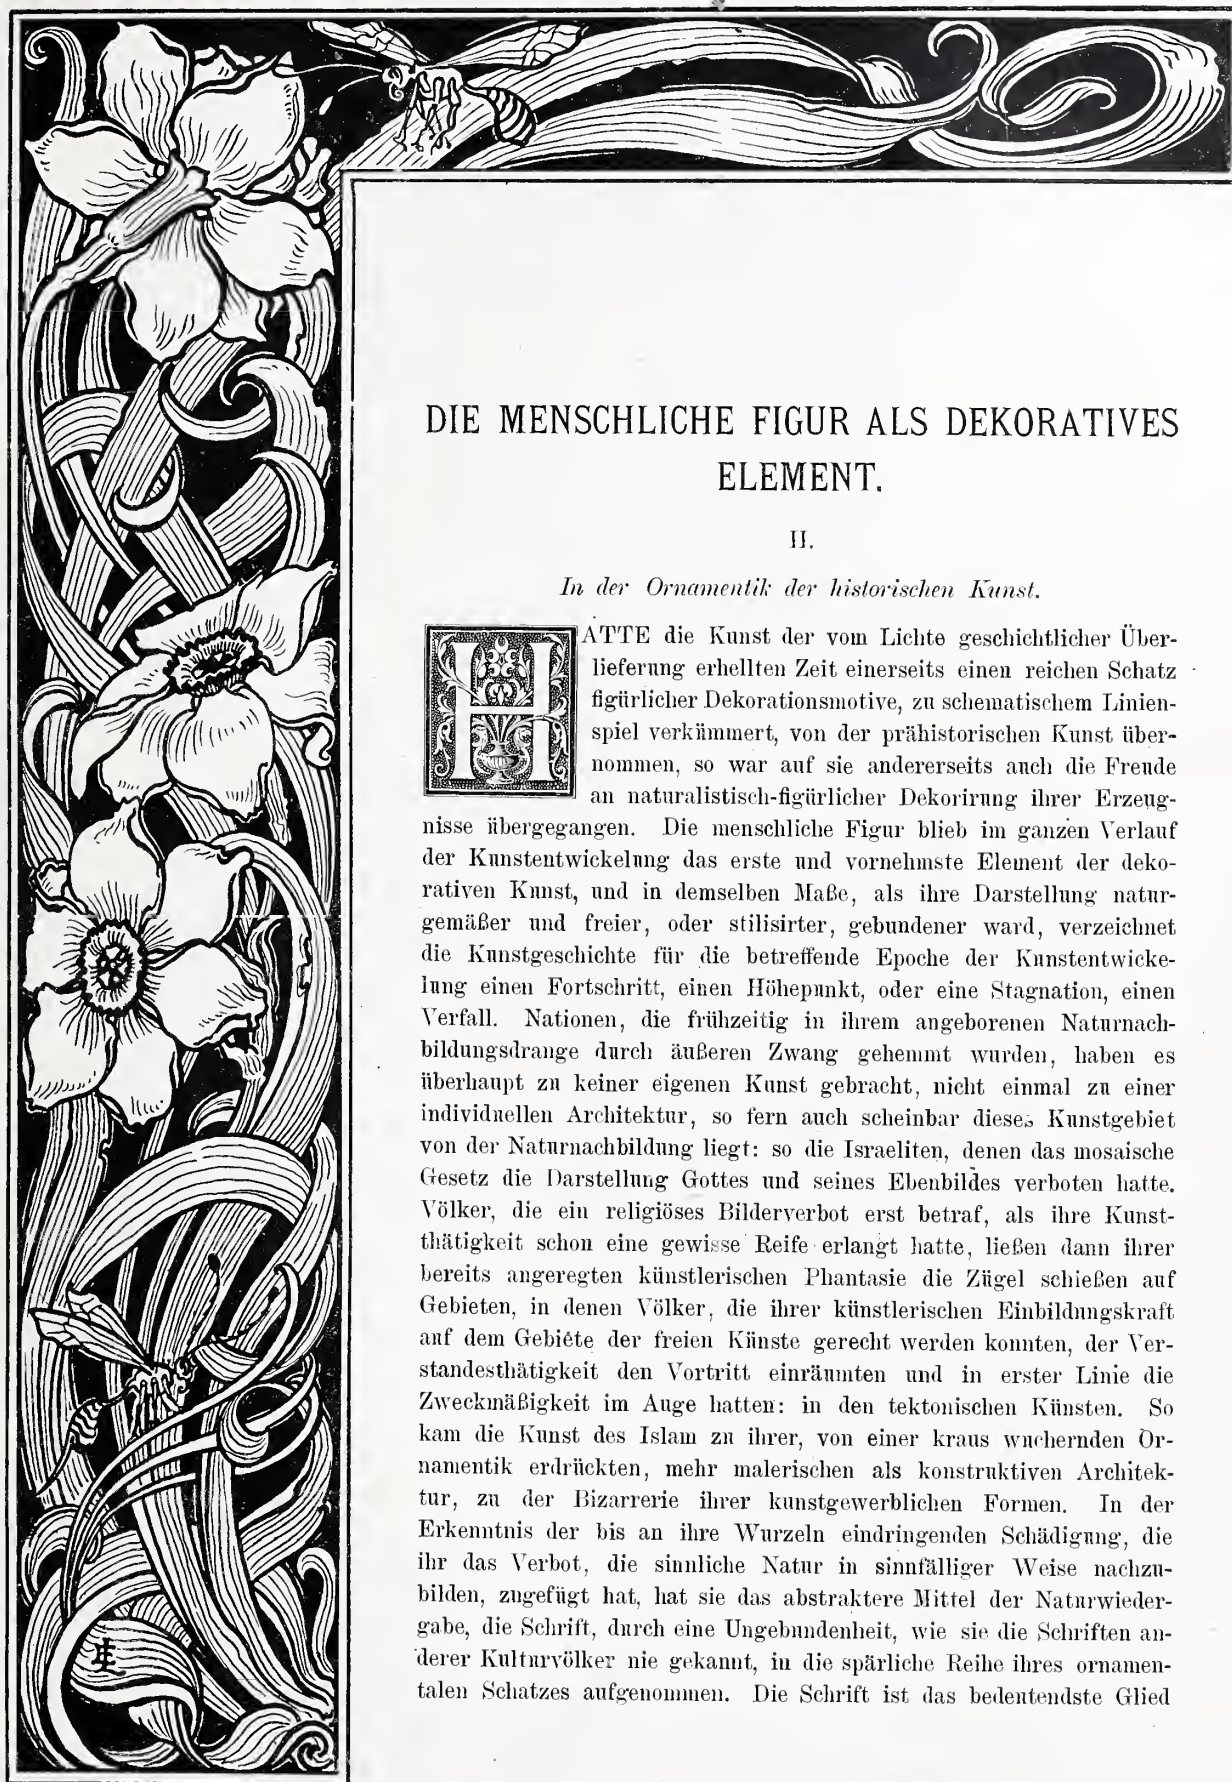 DIE MENSCHLICHE FIGUR ALS DEKORATIVES
ELEMENT.
II.
In der Ornamentik der historischen Kunst.
HATTE die Kunst der vom Lichte geschichtlicher Über-
lieferung erhellten Zeit einerseits einen reichen Schatz
figürlicher Dekorationsmotive, zu schematischem Linien-
spiel verkümmert, von der prähistorischen Kunst über-
nommen, so war auf sie andererseits auch die Freude
an naturalistisch-figürlicher Dekorirung ihrer Erzeug-
nisse übergegangen. Die menschliche Figur blieb im ganzen Verlauf
der Kunstentwickelung das erste und vornehmste Element der deko-
rativen Kunst, und in demselben Maße, als ihre Darstellung natur-
gemäßer und freier, oder stilisirter, gebundener ward, verzeichnet
die Kunstgeschichte für die betreffende Epoche der Kunstentwicke-
lung einen Fortschritt, einen Höhepunkt, oder eine Stagnation, einen
Verfall. Nationen, die frühzeitig in ihrem angeborenen Naturnach-
bildungsdrange durch äußeren Zwang gehemmt wurden, haben es
überhaupt zu keiner eigenen Kunst gebracht, nicht einmal zu einer
individuellen Architektur, so fern auch scheinbar dieses Kunstgebiet
von der Naturnachbildung liegt: so die Israeliten, denen das mosaische
Gesetz die Darstellung Gottes und seines Ebenbildes verboten hatte.
Völker, die ein religiöses Bilderverbot erst betraf, als ihre Kunst-
thätigkeit schon eine gewisse Reife erlangt hatte, ließen dann ihrer
bereits angeregten künstlerischen Phantasie die Zügel schießen auf
Gebieten, in denen Völker, die ihrer künstlerischen Einbildungskraft
auf dem Gebiete der freien Künste gerecht werden konnten, der Ver-
standesthätigkeit den Vortritt einräumten und in erster Linie die
Zweckmäßigkeit im Auge hatten: in den tektonischen Künsten. So
kam die Kunst des Islam zu ihrer, von einer kraus wuchernden Or-
namentik erdrückten, mehr malerischen als konstruktiven Architek-
tur, zu der Bizarrerie ihrer kunstgewerblichen Formen. In der
Erkenntnis der bis an ihre Wurzeln eindringenden Schädigung, die
ihr das Verbot, die sinnliche Natur in sinnfälliger Weise nachzu-
bilden, zugefügt hat, hat sie das abstraktere Mittel der Naturwieder-
gabe, die Schrift, durch eine Ungebundenheit, wie sie die Schriften an-
derer Kulturvölker nie gekannt, in die spärliche Reihe ihres ornamen-
talen Schatzes aufgenommen. Die Schrift ist das bedeutendste Glied